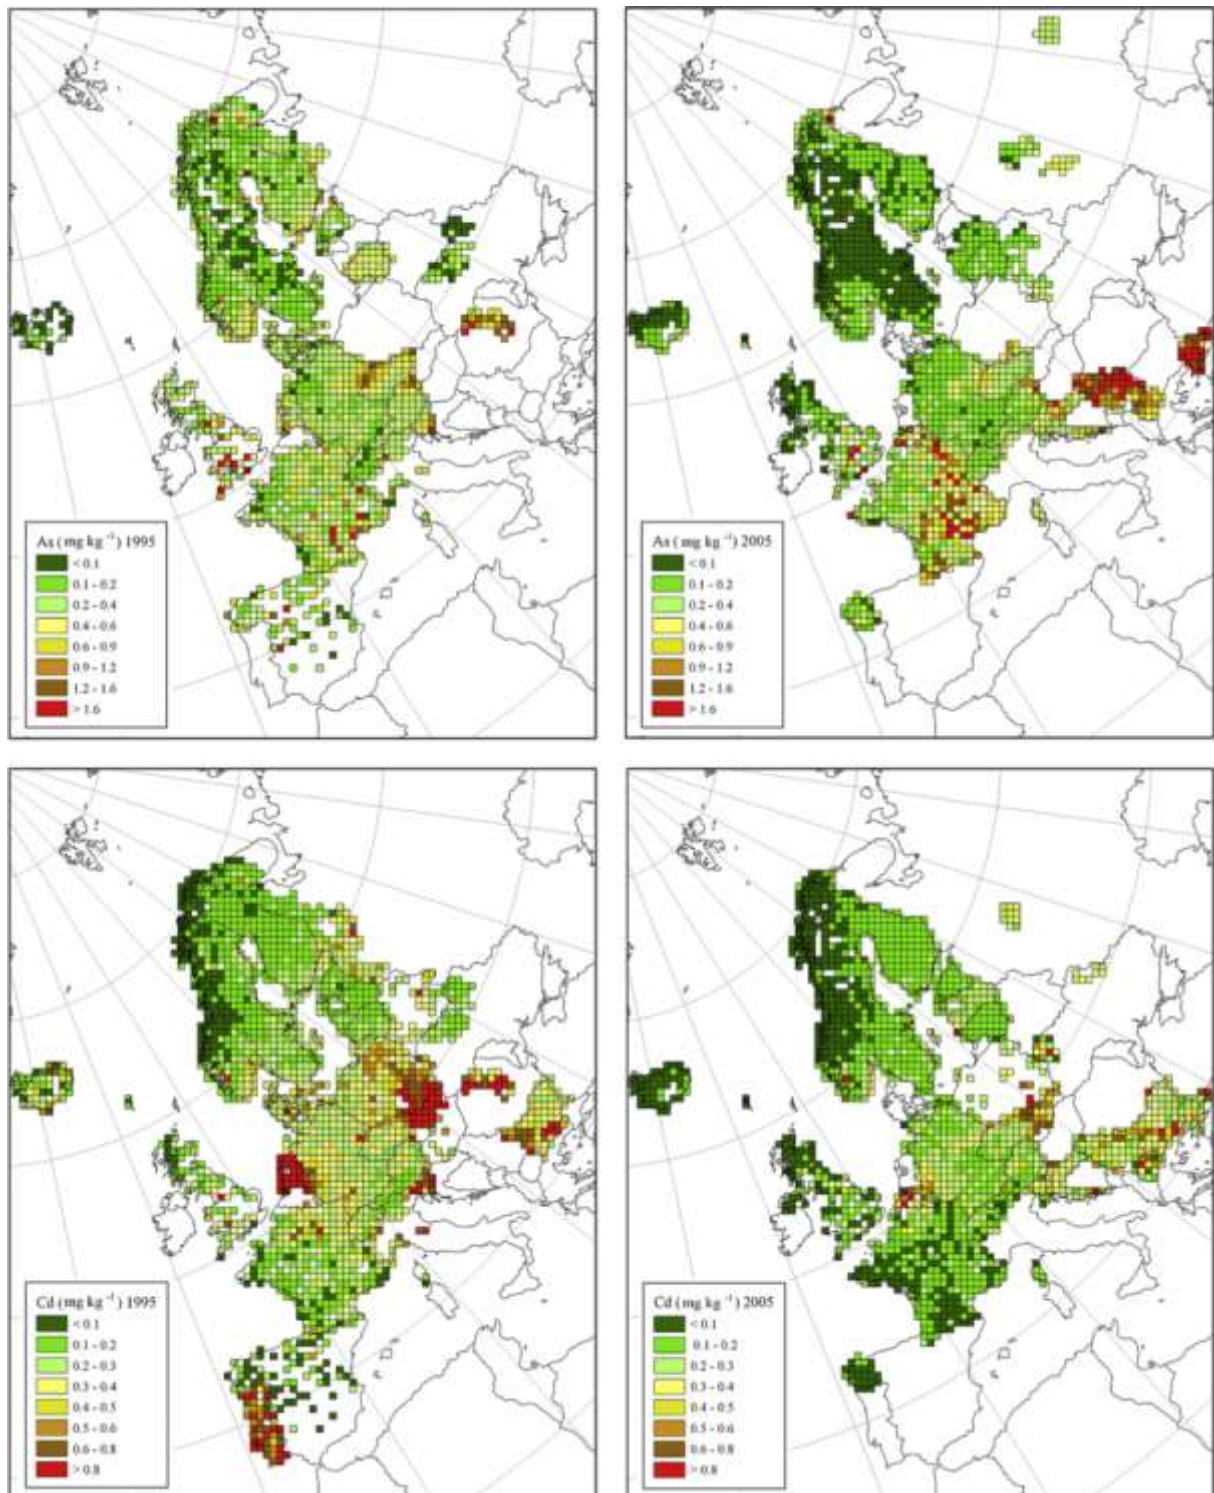 As ( mg kg ⁻¹ ) 1995
< 0.1
0.1 - 0.2
0.2 - 0.4
0.4 - 0.6
0.6 - 0.9
0.9 - 1.2
1.2 - 1.6
> 1.6
As ( mg kg ⁻¹ ) 2005
< 0.1
0.1 - 0.2
0.2 - 0.4
0.4 - 0.6
0.6 - 0.9
0.9 - 1.2
1.2 - 1.6
> 1.6
Cd ( mg kg ⁻¹ ) 1995
< 0.1
0.1 - 0.2
0.2 - 0.3
0.3 - 0.4
0.4 - 0.5
0.5 - 0.6
0.6 - 0.8
> 0.8
Cd ( mg kg ⁻¹ ) 2005
< 0.1
0.1 - 0.2
0.2 - 0.3
0.3 - 0.4
0.4 - 0.5
0.5 - 0.6
0.6 - 0.8
> 0.8